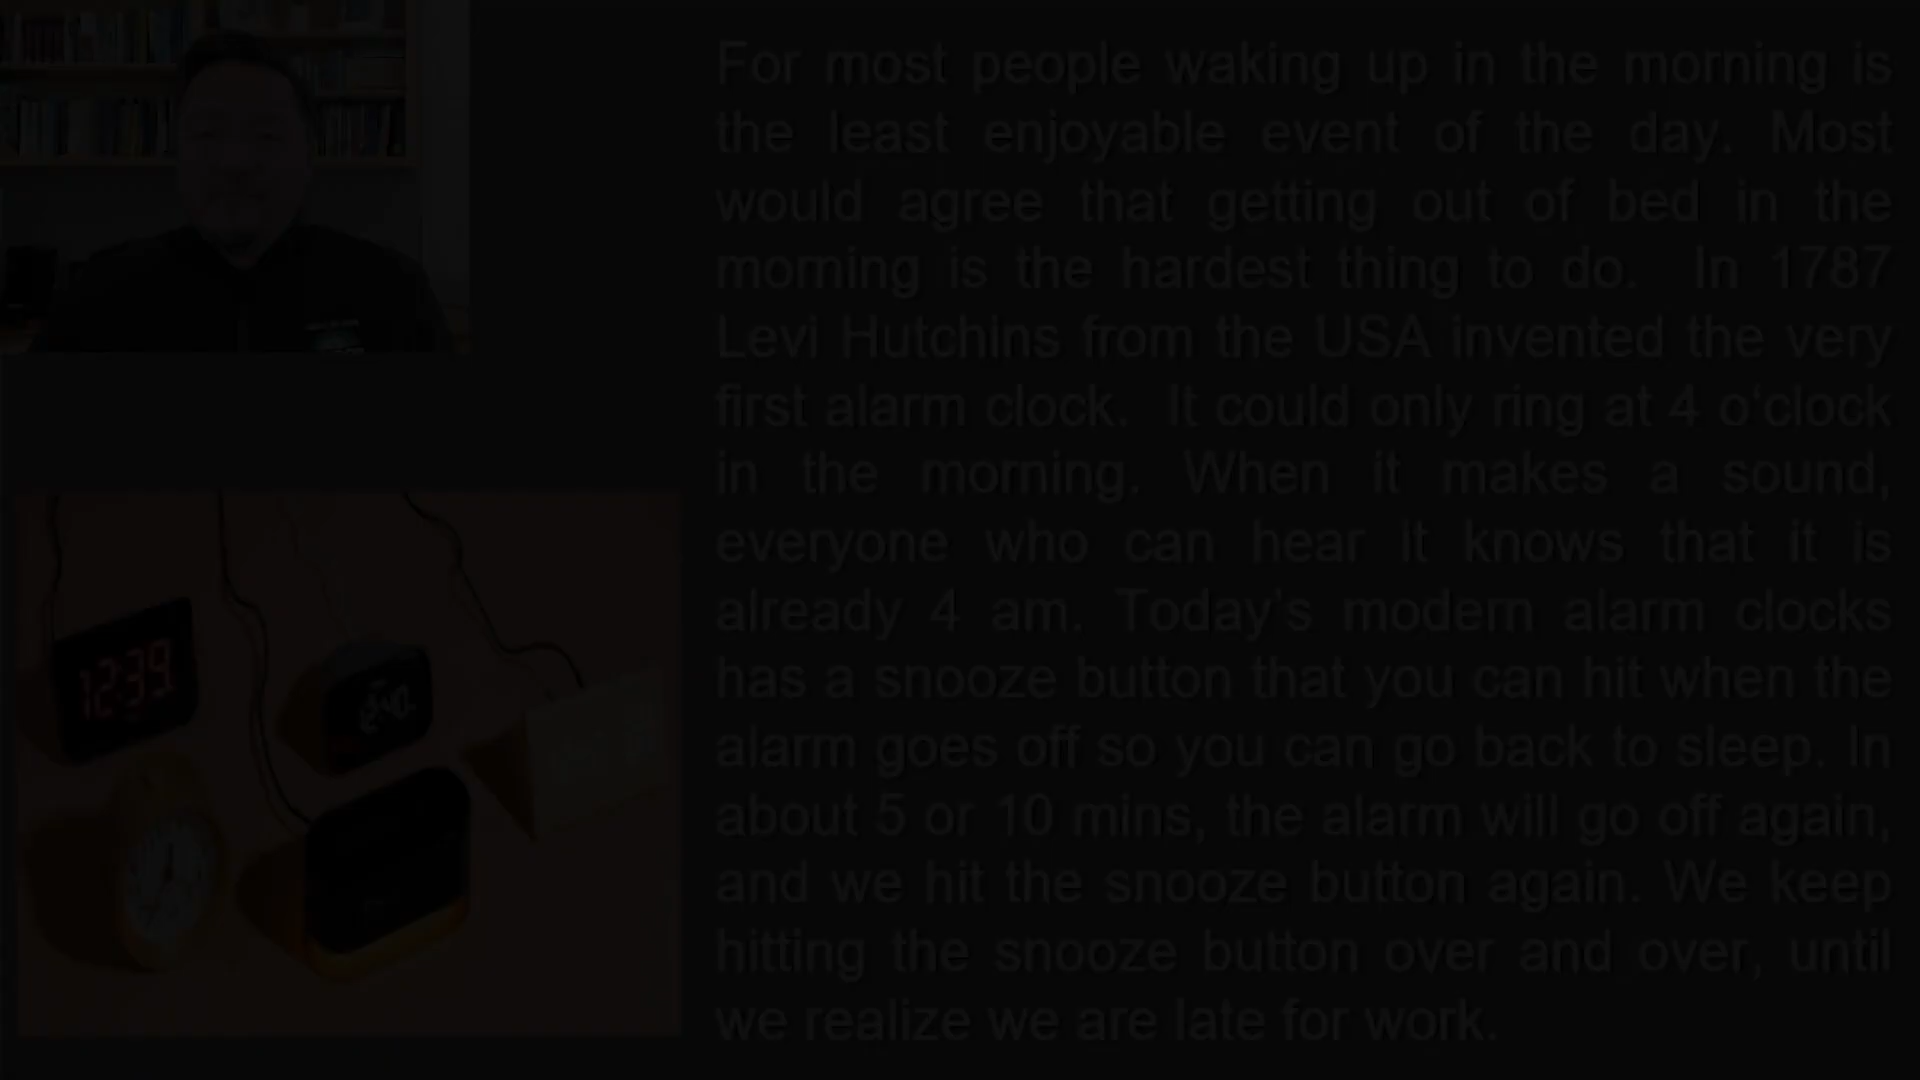 For most people waking up in the morning is
the least enjoyable event of the day. Most
would agree that getting out of bed in the
morning is the hardest thing to do. In 1787
Levi Hutchins from the USA invented the very
first alarm clock. It could only ring at 4 o'clock
in the morning. When it makes a sound,
everyone who can hear it knows that it is
already 4 am. Today's modern alarm clocks
has a snooze button that you can hit when the
alarm goes off so you can go back to sleep. In
about 5 or 10 mins, the alarm will go off again,
and we hit the snooze button again. We keep
hitting the snooze button over and over, until
we realize we are late for work.
12:39